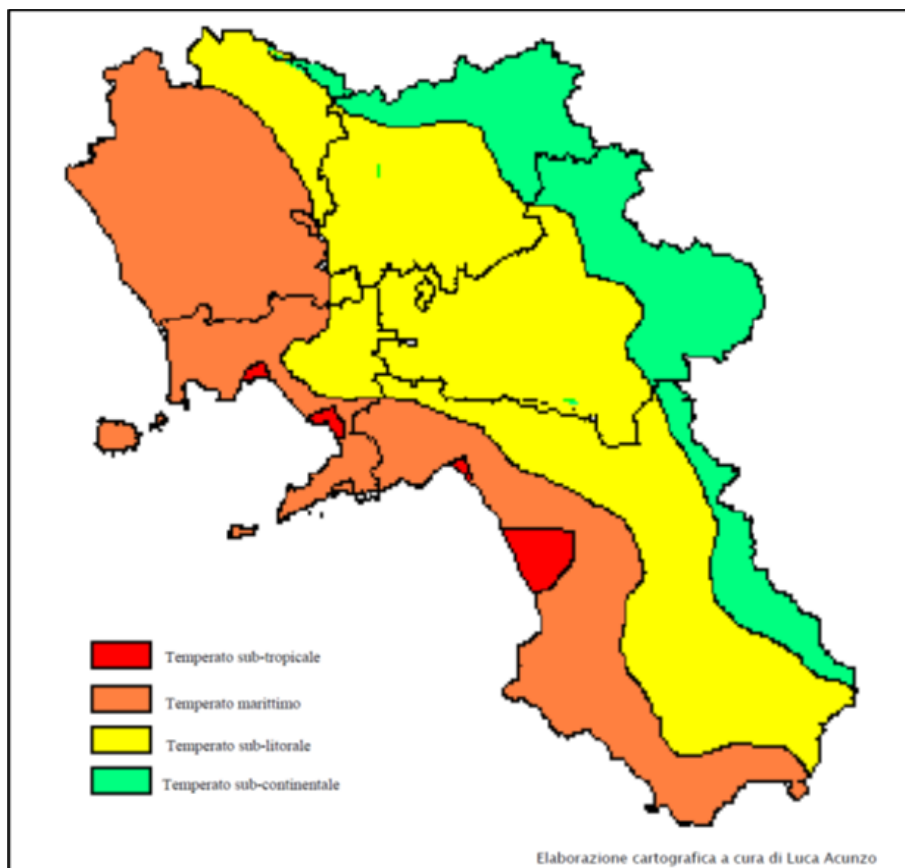 Temperato sub-tropicale
Temperato marittimo
Temperato sub-litorale
Temperato sub-continentale
Elaborazione cartografica a cura di Luca Acunzo